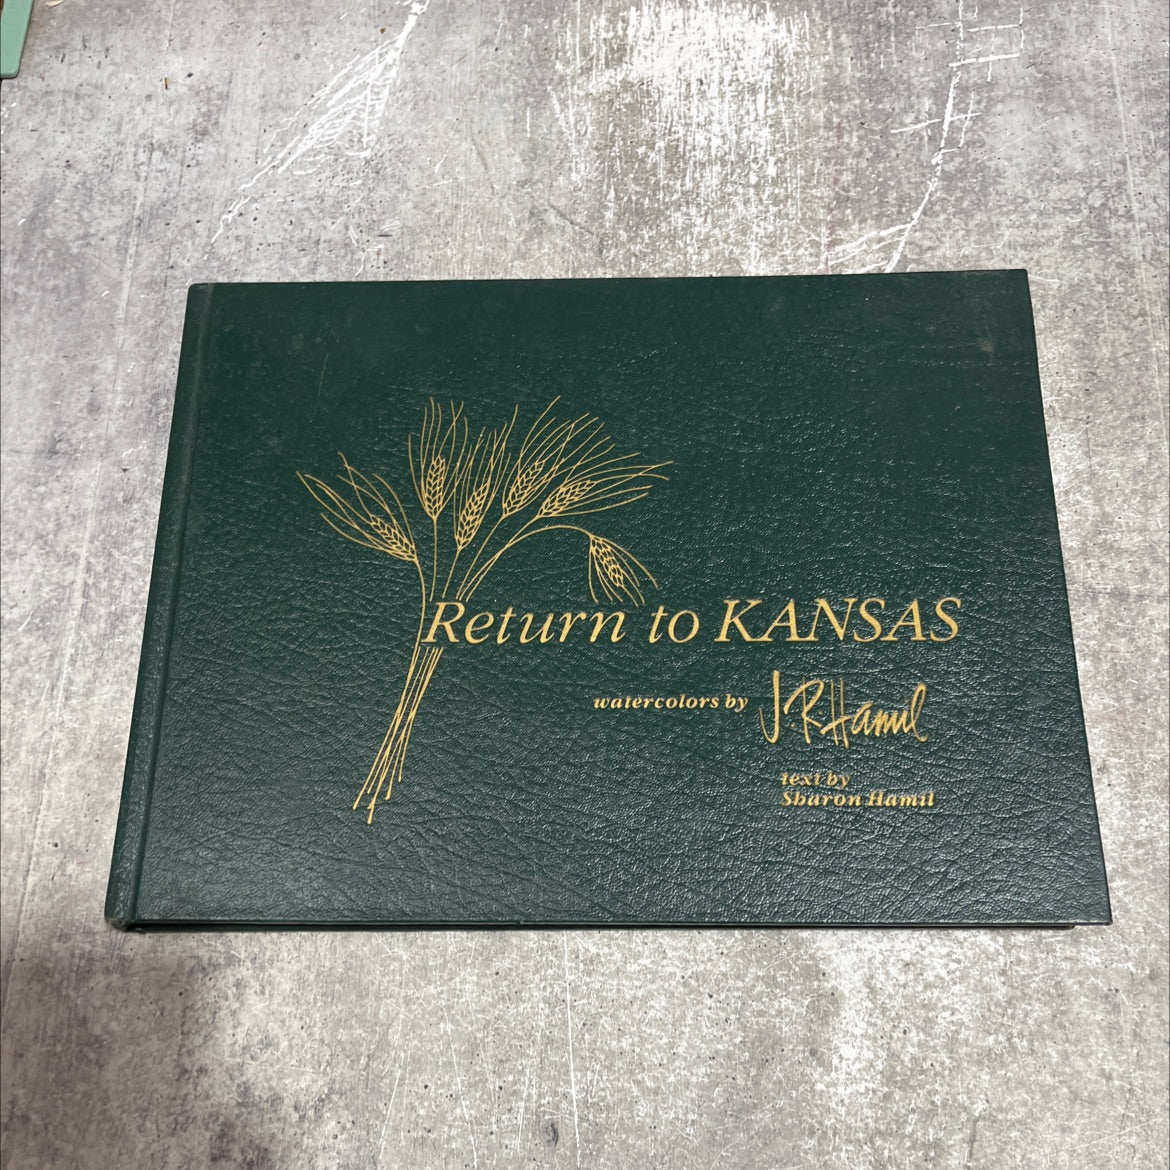 Return to KANSAS
watercolors by J.R. Hamil
text by
Sharon Hamil